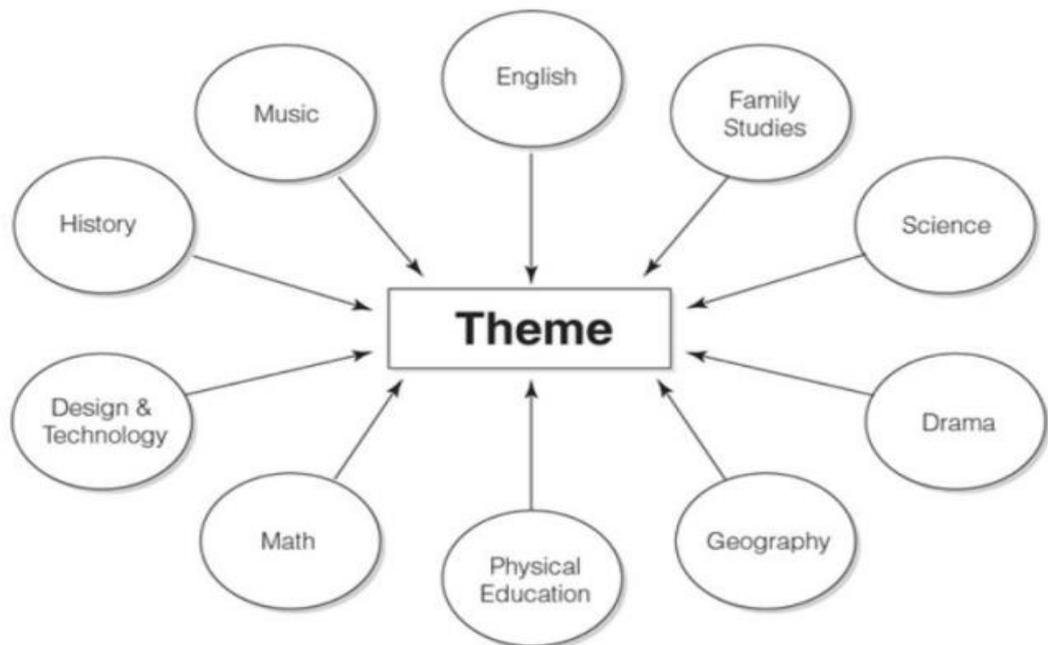 English
Music
Family
Studies
History
Science
Theme
Design &
Technology
Drama
Math
Geography
Physical
Education